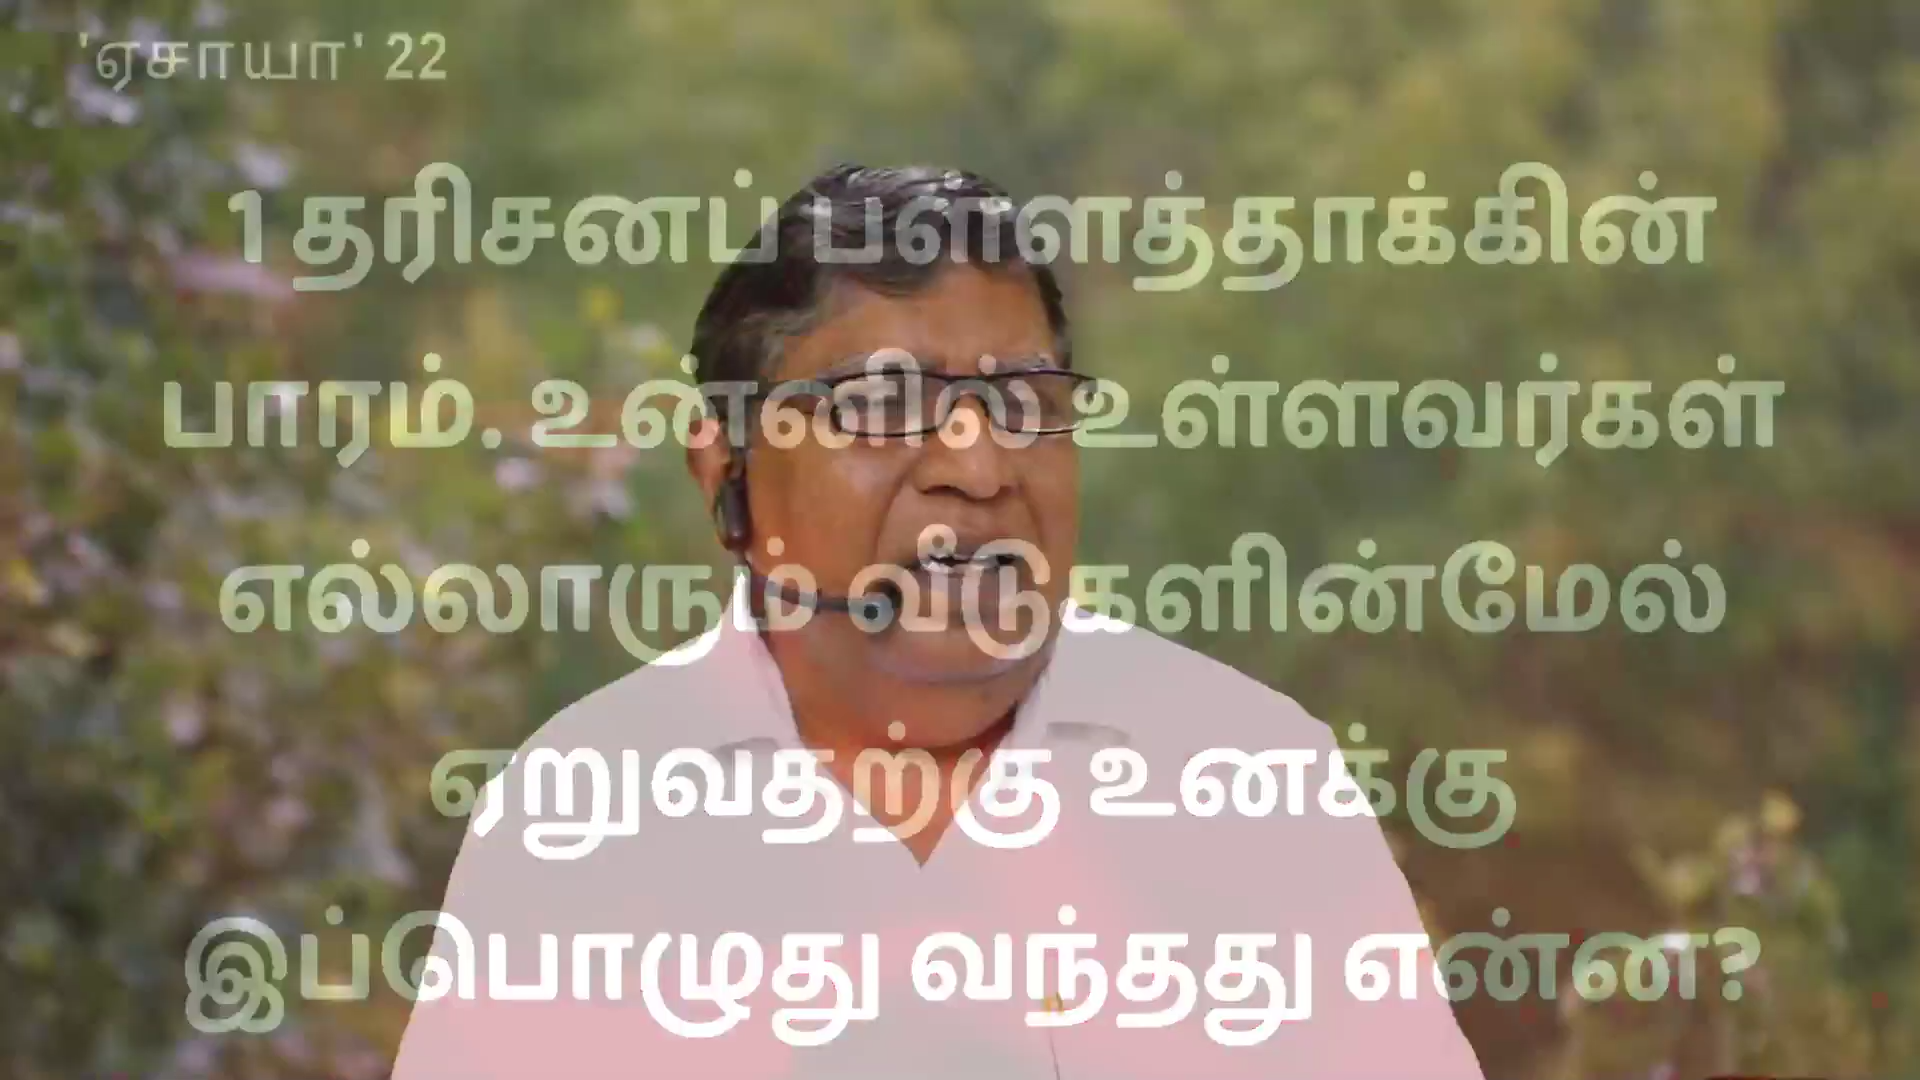 'ஏசாயா' 22
1 தரிசனப் பள்ளத்தாக்கின்
பாரம். உன்னில் உள்ளவர்கள்
எல்லாரும் வீடுகளின்மேல்
ஏறுவதற்கு உனக்கு
இப்பொழுது வந்தது என்ன?